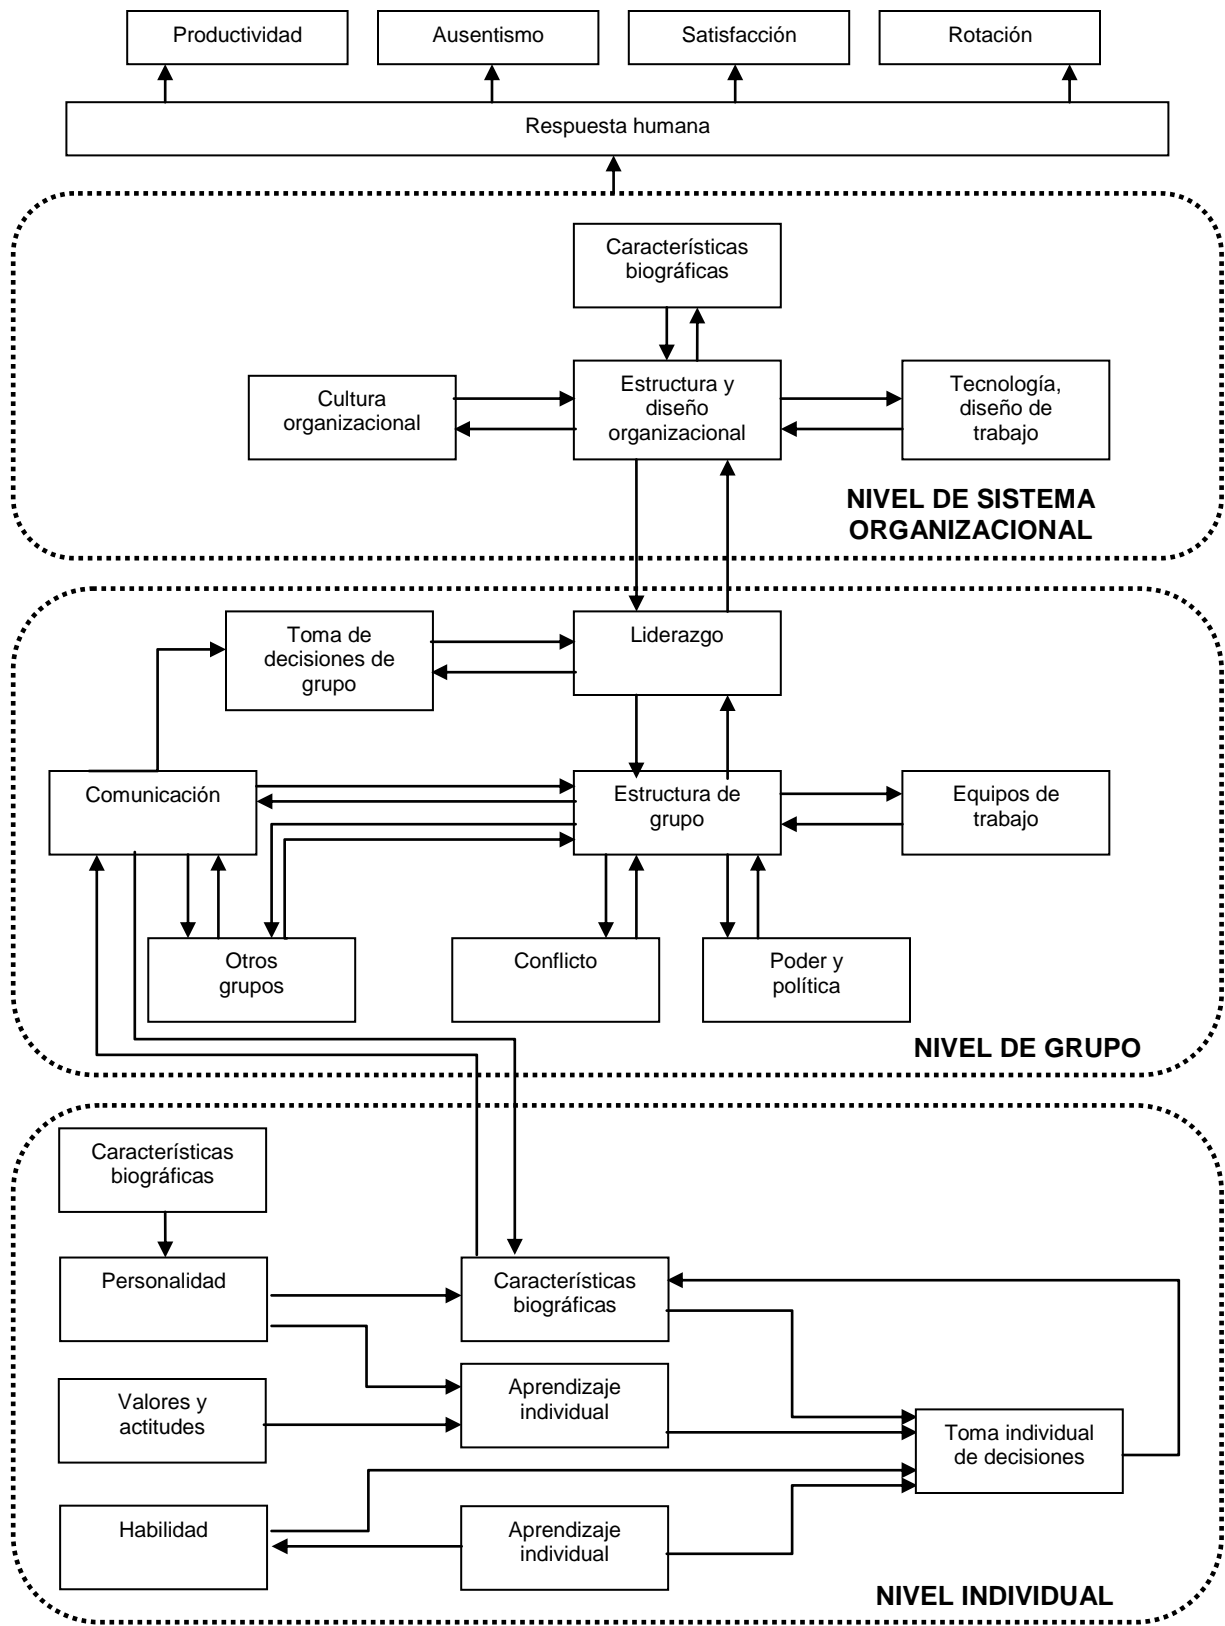 Productividad
Ausentismo
Satisfacción
Rotación
Respuesta humana
Características
biográficas
Cultura
organizacional
Estructura y
diseño
organizacional
Tecnología,
diseño de
trabajo
NIVEL DE SISTEMA
ORGANIZACIONAL
Toma de
decisiones de
grupo
Liderazgo
Comunicación
Estructura de
grupo
Equipos de
trabajo
Otros
grupos
Conflicto
Poder y
política
NIVEL DE GRUPO
Características
biográficas
Personalidad
Características
biográficas
Valores y
actitudes
Aprendizaje
individual
Toma individual
de decisiones
Habilidad
Aprendizaje
individual
NIVEL INDIVIDUAL